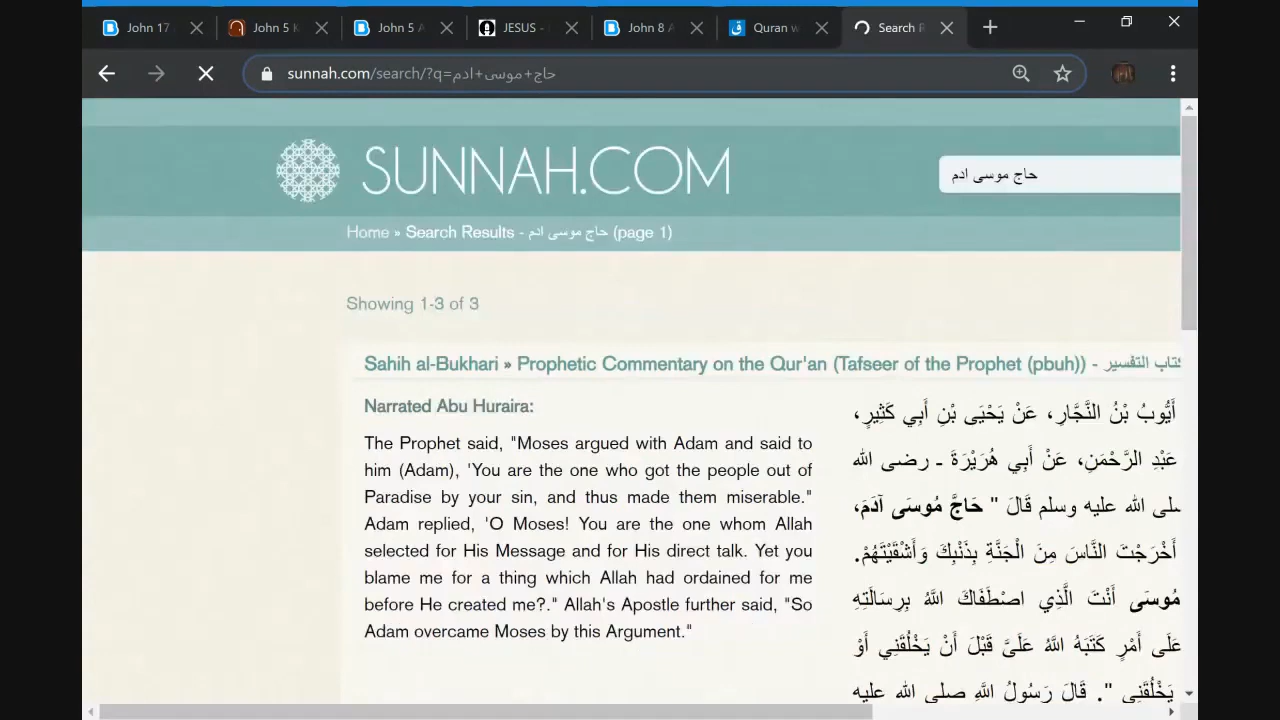 John 17
John 5 K
John 5 A
JESUS -
John 8 A
Quran w
Search R
sunnah.com/search/?q=حاج+موسى+ادم
SUNNAH.COM
حاج موسى ادم
Home » Search Results - حاج موسى ادم (page 1)
Showing 1-3 of 3
Sahih al-Bukhari » Prophetic Commentary on the Qur'an (Tafseer of the Prophet (pbuh)) - كتاب التفسير
Narrated Abu Huraira:
The Prophet said, "Moses argued with Adam and said to
him (Adam), 'You are the one who got the people out of
Paradise by your sin, and thus made them miserable."
Adam replied, 'O Moses! You are the one whom Allah
selected for His Message and for His direct talk. Yet you
blame me for a thing which Allah had ordained for me
before He created me?." Allah's Apostle further said, "So
Adam overcame Moses by this Argument."
أَيُّوبُ بْنُ النَّجَّارِ، عَنْ يَحْيَى بْنِ أَبِي كَثِيرٍ،
عَبْدِ الرَّحْمَنِ، عَنْ أَبِي هُرَيْرَةَ ـ رضى الله
صلى الله عليه وسلم قَالَ ‏"‏ حَاجَّ مُوسَى آدَمَ،
أَخْرَجْتَ النَّاسَ مِنَ الْجَنَّةِ بِذَنْبِكَ وَأَشْقَيْتَهُمْ‏.‏
مُوسَى أَنْتَ الَّذِي اصْطَفَاكَ اللَّهُ بِرِسَالَتِهِ
عَلَى أَمْرٍ كَتَبَهُ اللَّهُ عَلَىَّ قَبْلَ أَنْ يَخْلُقَنِي أَوْ
يَخْلُقَنِي ‏"‏‏.‏ قَالَ رَسُولُ اللَّهِ صلى الله عليه